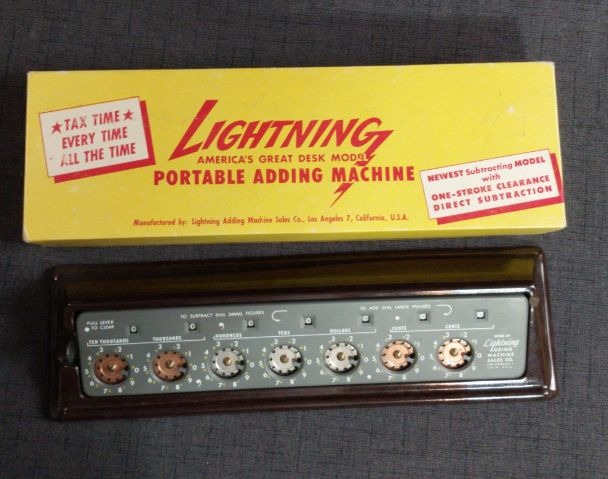 ★ TAX TIME ★
EVERY TIME
ALL THE TIME
LIGHTNING
AMERICA'S GREAT DESK MODEL
PORTABLE ADDING MACHINE
NEWEST Subtracting MODEL
with
ONE-STROKE CLEARANCE
DIRECT SUBTRACTION
Manufactured by: Lightning Adding Machine Sales Co., Los Angeles 7, California, U.S.A.
PULL LEVER
TO CLEAR
TO SUBTRACT DIAL SMALL FIGURES
TO ADD DIAL LARGE FIGURES
TEN THOUSANDS
THOUSANDS
HUNDREDS
TENS
DOLLARS
CENTS
CENTS
MADE BY
Lightning
ADDING
MACHINE
SALES CO.